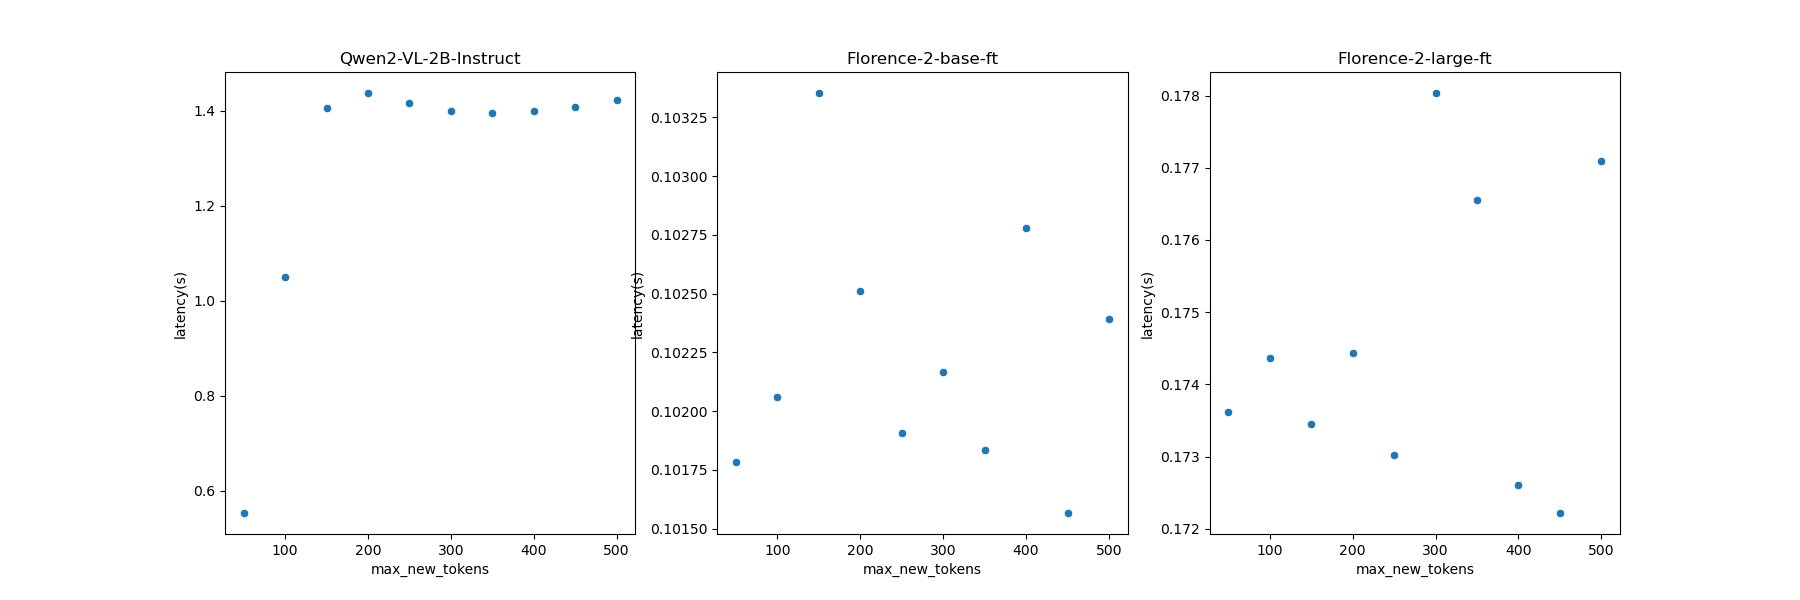 Qwen2-VL-2B-Instruct
latency(s)
1.4
1.2
1.0
0.8
0.6
100 200 300 400 500
max_new_tokens
Florence-2-base-ft
latency(s)
0.10325
0.10300
0.10275
0.10250
0.10225
0.10200
0.10175
0.10150
100 200 300 400 500
max_new_tokens
Florence-2-large-ft
latency(s)
0.178
0.177
0.176
0.175
0.174
0.173
0.172
100 200 300 400 500
max_new_tokens